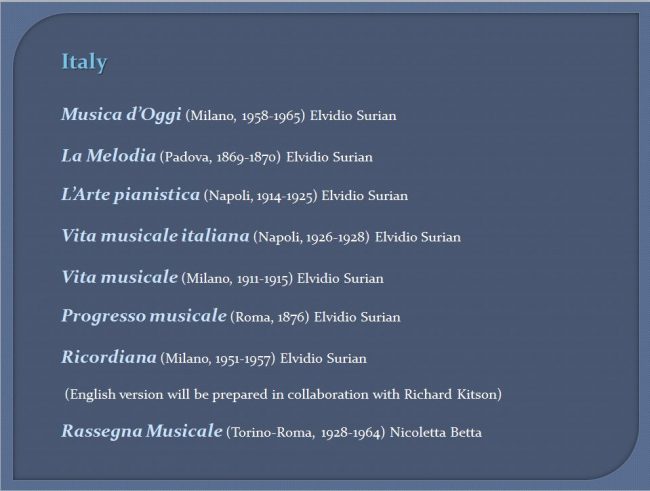 Italy
Musica d’Oggi (Milano, 1958-1965) Elvidio Surian
La Melodia (Padova, 1869-1870) Elvidio Surian
L’Arte pianistica (Napoli, 1914-1925) Elvidio Surian
Vita musicale italiana (Napoli, 1926-1928) Elvidio Surian
Vita musicale (Milano, 1911-1915) Elvidio Surian
Progresso musicale (Roma, 1876) Elvidio Surian
Ricordiana (Milano, 1951-1957) Elvidio Surian
(English version will be prepared in collaboration with Richard Kitson)
Rassegna Musicale (Torino-Roma, 1928-1964) Nicoletta Betta